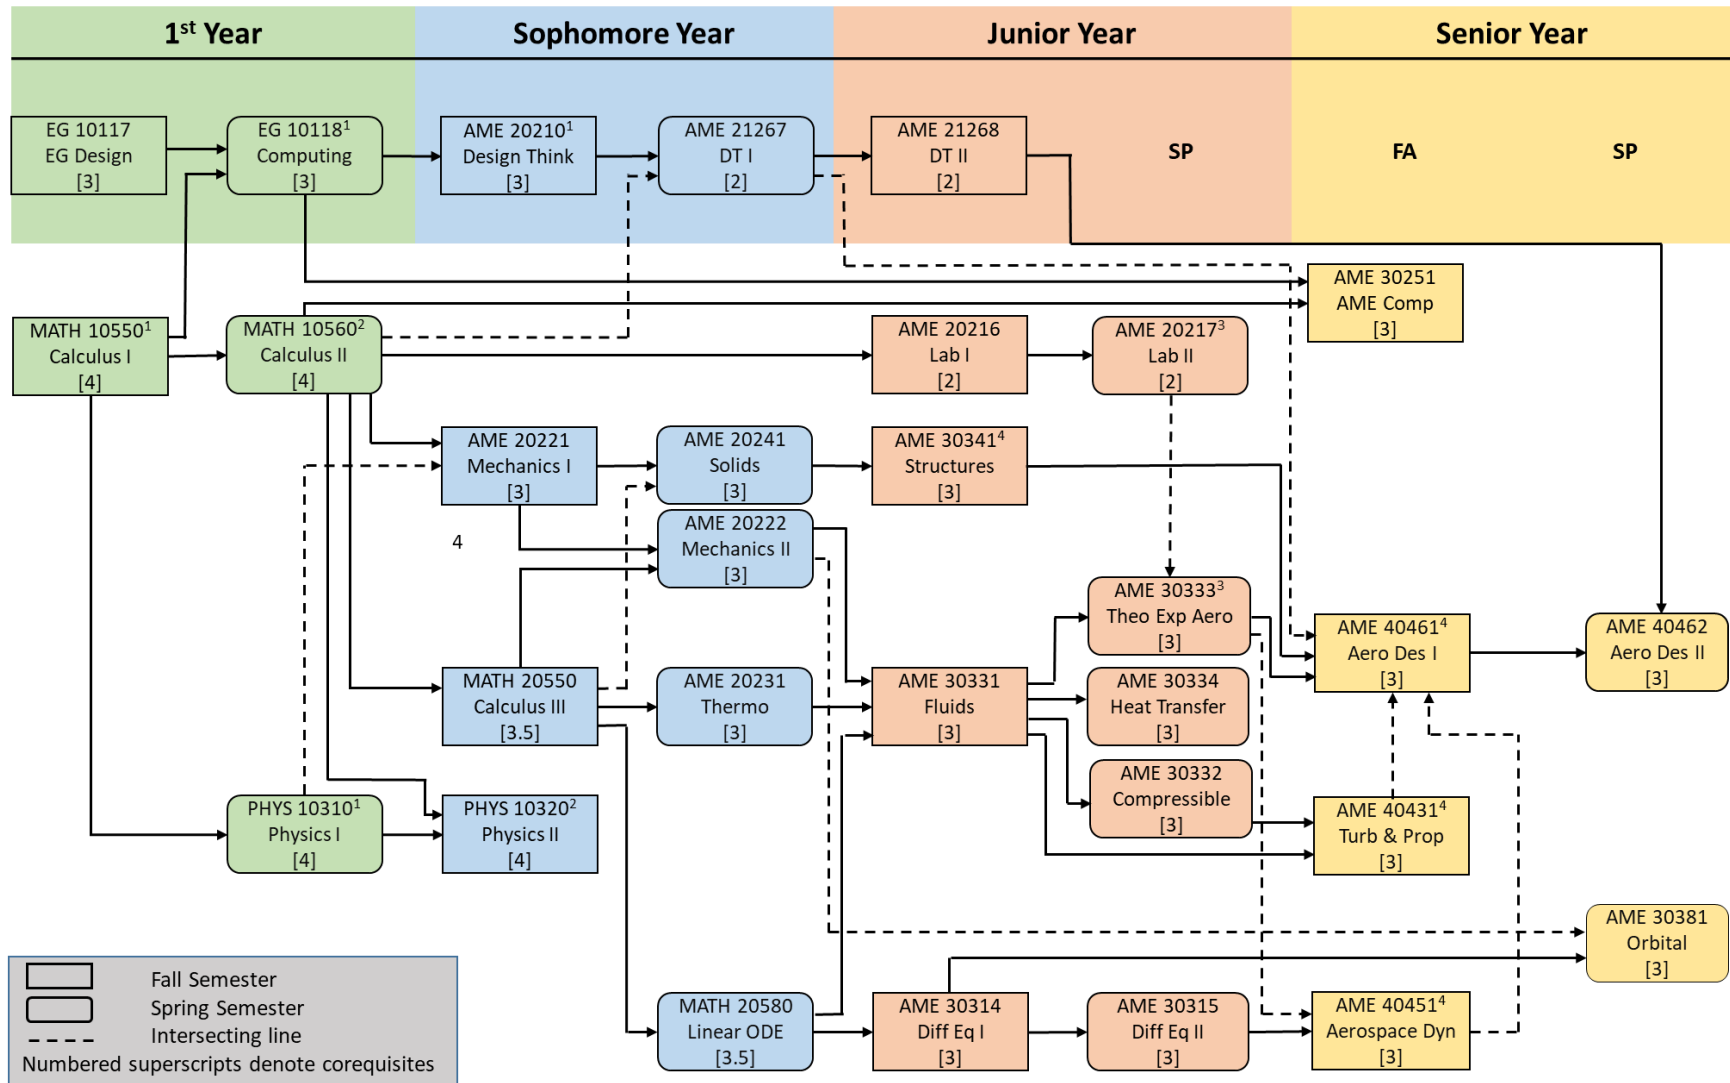 1st Year
Sophomore Year
Junior Year
Senior Year
EG 10117
EG Design
[3]
EG 10118¹
Computing
[3]
AME 20210¹
Design Think
[3]
AME 21267
DT I
[2]
AME 21268
DT II
[2]
SP
FA
SP
AME 30251
AME Comp
[3]
MATH 10550¹
Calculus I
[4]
MATH 10560²
Calculus II
[4]
AME 20216
Lab I
[2]
AME 20217³
Lab II
[2]
AME 20221
Mechanics I
[3]
AME 20241
Solids
[3]
AME 30341⁴
Structures
[3]
4
AME 20222
Mechanics II
[3]
AME 30333³
Theo Exp Aero
[3]
AME 40461⁴
Aero Des I
[3]
AME 40462
Aero Des II
[3]
MATH 20550
Calculus III
[3.5]
AME 20231
Thermo
[3]
AME 30331
Fluids
[3]
AME 30334
Heat Transfer
[3]
AME 30332
Compressible
[3]
PHYS 10310¹
Physics I
[4]
PHYS 10320²
Physics II
[4]
AME 40431⁴
Turb & Prop
[3]
AME 30381
Orbital
[3]
MATH 20580
Linear ODE
[3.5]
AME 30314
Diff Eq I
[3]
AME 30315
Diff Eq II
[3]
AME 40451⁴
Aerospace Dyn
[3]
Fall Semester
Spring Semester
Intersecting line
Numbered superscripts denote corequisites